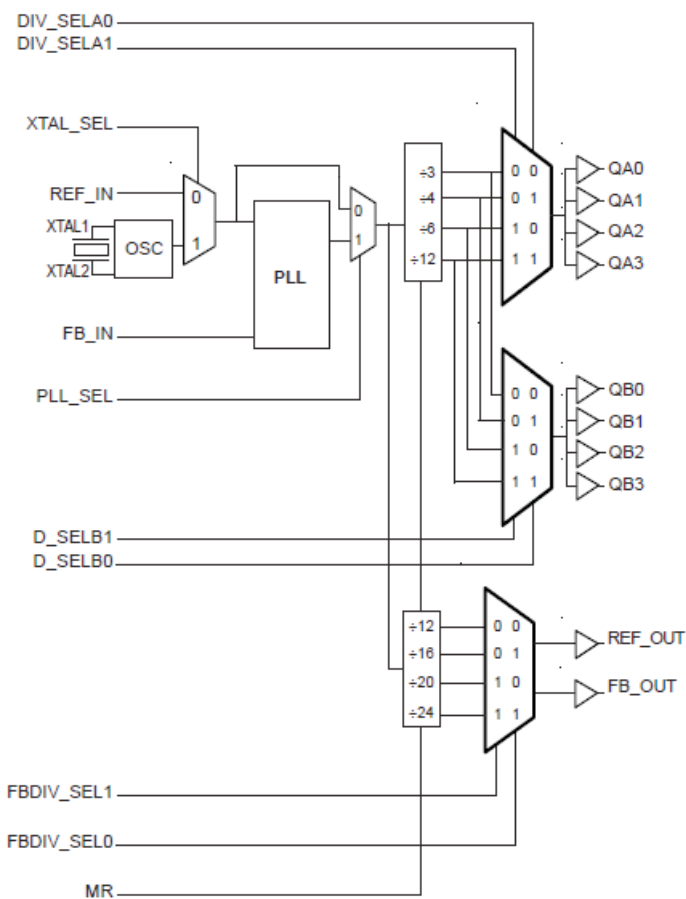 DIV_SELA0
DIV_SELA1
XTAL_SEL
REF_IN
XTAL1
OSC
XTAL2
0
1
PLL
0
1
FB_IN
PLL_SEL
÷3
÷4
÷6
÷12
0 0
0 1
1 0
1 1
QA0
QA1
QA2
QA3
0 0
0 1
1 0
1 1
QB0
QB1
QB2
QB3
D_SELB1
D_SELB0
÷12
÷16
÷20
÷24
0 0
0 1
1 0
1 1
REF_OUT
FB_OUT
FBDIV_SEL1
FBDIV_SEL0
MR